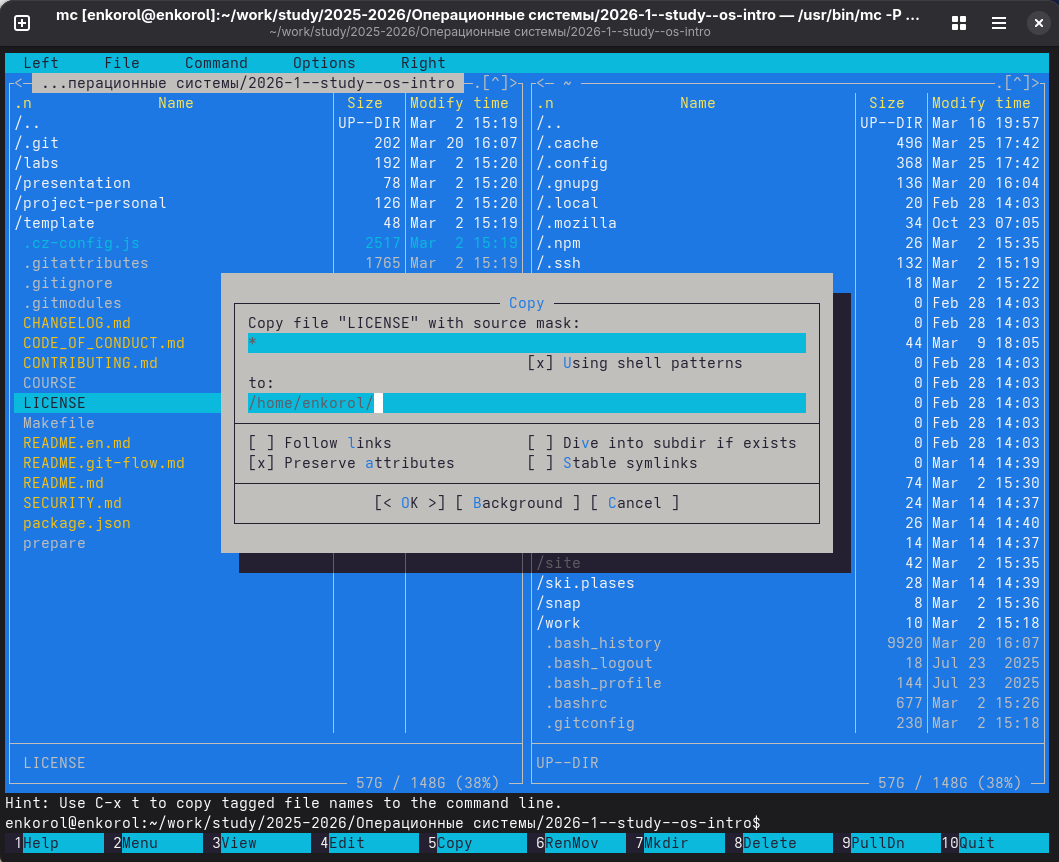 mc [enkorol@enkorol]:~/work/study/2025-2026/Операционные системы/2026-1--study--os-intro — /usr/bin/mc -P ...
~/work/study/2025-2026/Операционные системы/2026-1--study--os-intro
Left File Command Options Right
<— ...перационные системы/2026-1--study--os-intro —.[^]> <— ~ .[^]>
.n Name Size Modify time .n Name Size Modify time
/.. UP--DIR Mar 2 15:19 /.. UP--DIR Mar 16 19:57
/.git 202 Mar 20 16:07 /.cache 496 Mar 25 17:42
/labs 192 Mar 2 15:20 /.config 368 Mar 25 17:42
/presentation 78 Mar 2 15:20 /.gnupg 136 Mar 20 16:04
/project-personal 126 Mar 2 15:20 /.local 20 Feb 28 14:03
/template 48 Mar 2 15:19 /.mozilla 34 Oct 23 07:05
.cz-config.js 2517 Mar 2 15:19 /.npm 26 Mar 2 15:35
.gitattributes 1765 Mar 2 15:19 /.ssh 132 Mar 2 15:19
.gitignore 18 Mar 2 15:22
.gitmodules Copy 0 Feb 28 14:03
CHANGELOG.md Copy file "LICENSE" with source mask: 0 Feb 28 14:03
CODE_OF_CONDUCT.md * 44 Mar 9 18:05
CONTRIBUTING.md [x] Using shell patterns 0 Feb 28 14:03
COURSE to: 0 Feb 28 14:03
LICENSE /home/enkorol/ 0 Feb 28 14:03
Makefile 0 Feb 28 14:03
README.en.md [ ] Follow links [ ] Dive into subdir if exists 0 Feb 28 14:03
README.git-flow.md [x] Preserve attributes [ ] Stable symlinks 0 Mar 14 14:39
README.md 74 Mar 2 15:30
SECURITY.md [< OK >] [ Background ] [ Cancel ] 24 Mar 14 14:37
package.json 26 Mar 14 14:40
prepare 14 Mar 14 14:37
/site 42 Mar 2 15:35
/ski.plases 28 Mar 14 14:39
/snap 8 Mar 2 15:36
/work 10 Mar 2 15:18
.bash_history 9920 Mar 20 16:07
.bash_logout 18 Jul 23 2025
.bash_profile 144 Jul 23 2025
.bashrc 677 Mar 2 15:26
.gitconfig 230 Mar 2 15:18
LICENSE UP--DIR
57G / 148G (38%) 57G / 148G (38%)
Hint: Use C-x t to copy tagged file names to the command line.
enkorol@enkorol:~/work/study/2025-2026/Операционные системы/2026-1--study--os-intro$
1Help 2Menu 3View 4Edit 5Copy 6RenMov 7Mkdir 8Delete 9PullDn 10Quit